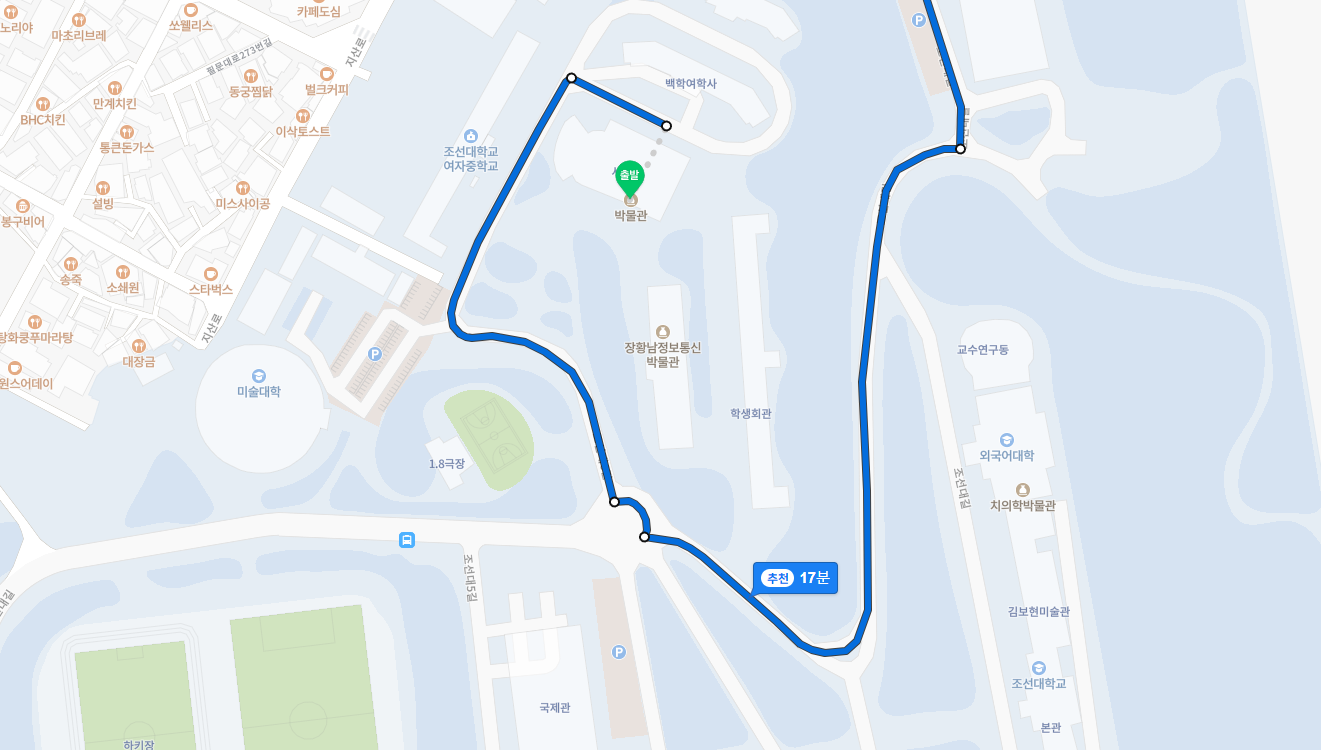 노리야
마초리브레
쏘웰리스
카페도심
지산로
필문대로273번길
동궁찜닭
벌크커피
만계치킨
BHC치킨
이삭토스트
통큰돈가스
설빙
미스사이공
봉구비어
송죽
소쇄원
스타벅스
지산로
탕화쿵푸마라탕
대장금
원스어데이
미술대학
P
조선대학교
여자중학교
백학여학사
출발
박물관
장황남정보통신
박물관
학생회관
1.8극장
P
교수연구동
외국어대학
조선대길
치의학박물관
조선대5길
추천 17분
P
김보현미술관
조선대학교
본관
국제관
하키장